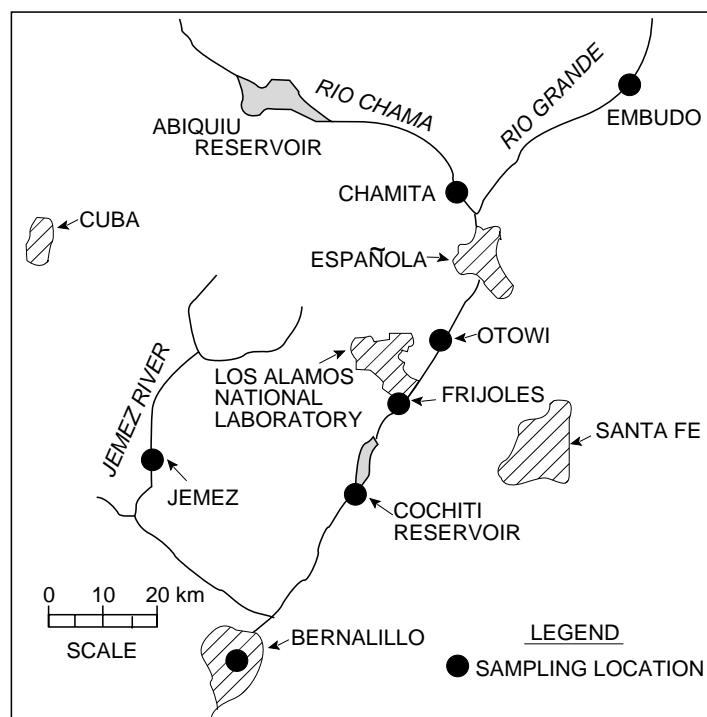 RIO CHAMA
RIO GRANDE
EMBUDO
ABIQUIU
RESERVOIR
CHAMITA
CUBA
ESPAÑOLA
OTOWI
LOS ALAMOS
NATIONAL
LABORATORY
FRIJOLES
SANTA FE
JEMEZ RIVER
JEMEZ
COCHITI
RESERVOIR
0 10 20 km
SCALE
BERNALILLO
LEGEND
SAMPLING LOCATION